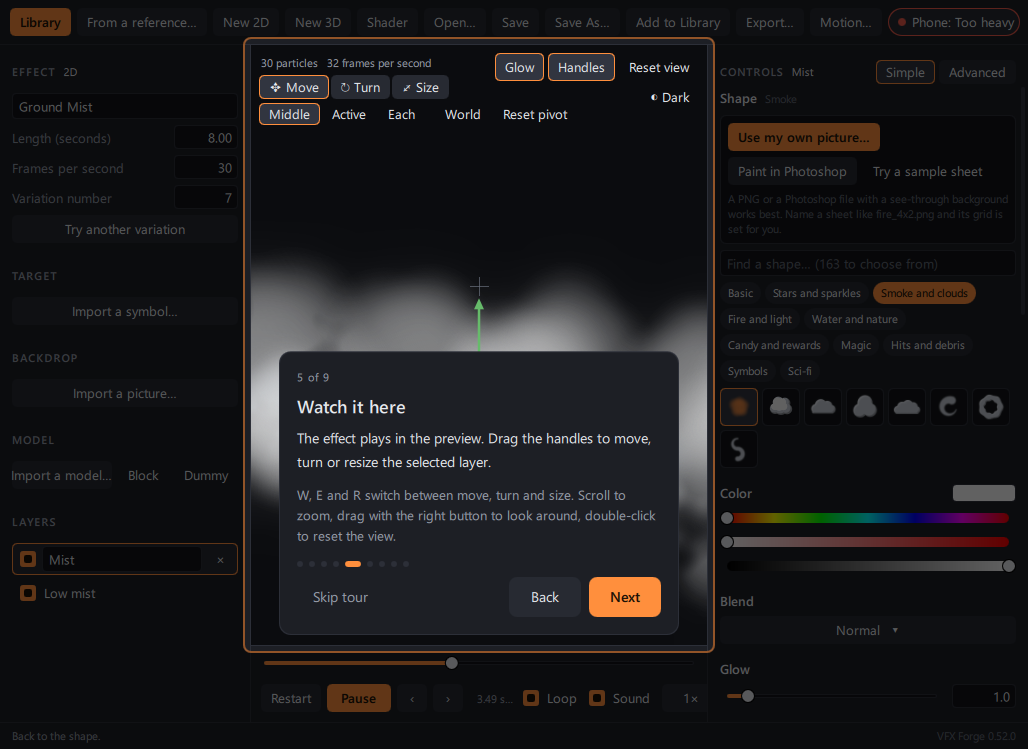 Library From a reference... New 2D New 3D Shader Open... Save Save As... Add to Library Export... Motion... Phone: Too heavy
EFFECT 2D
Ground Mist
Length (seconds) 8.00
Frames per second 30
Variation number 7
Try another variation
TARGET
Import a symbol...
BACKDROP
Import a picture...
MODEL
Import a model... Block Dummy
LAYERS
Mist ×
Low mist
30 particles 32 frames per second
Glow Handles Reset view
Move Turn Size
Dark
Middle Active Each World Reset pivot
5 of 9
Watch it here
The effect plays in the preview. Drag the handles to move,
turn or resize the selected layer.
W, E and R switch between move, turn and size. Scroll to
zoom, drag with the right button to look around, double-click
to reset the view.
Skip tour Back Next
Restart Pause ‹ › 3.49 s... Loop Sound 1×
CONTROLS Mist Simple Advanced
Shape Smoke
Use my own picture...
Paint in Photoshop Try a sample sheet
A PNG or a Photoshop file with a see-through background
works best. Name a sheet like fire_4x2.png and its grid is
set for you.
Find a shape... (163 to choose from)
Basic Stars and sparkles Smoke and clouds
Fire and light Water and nature
Candy and rewards Magic Hits and debris
Symbols Sci-fi
Color
Blend
Normal
Glow
1.0
Back to the shape.
VFX Forge 0.52.0